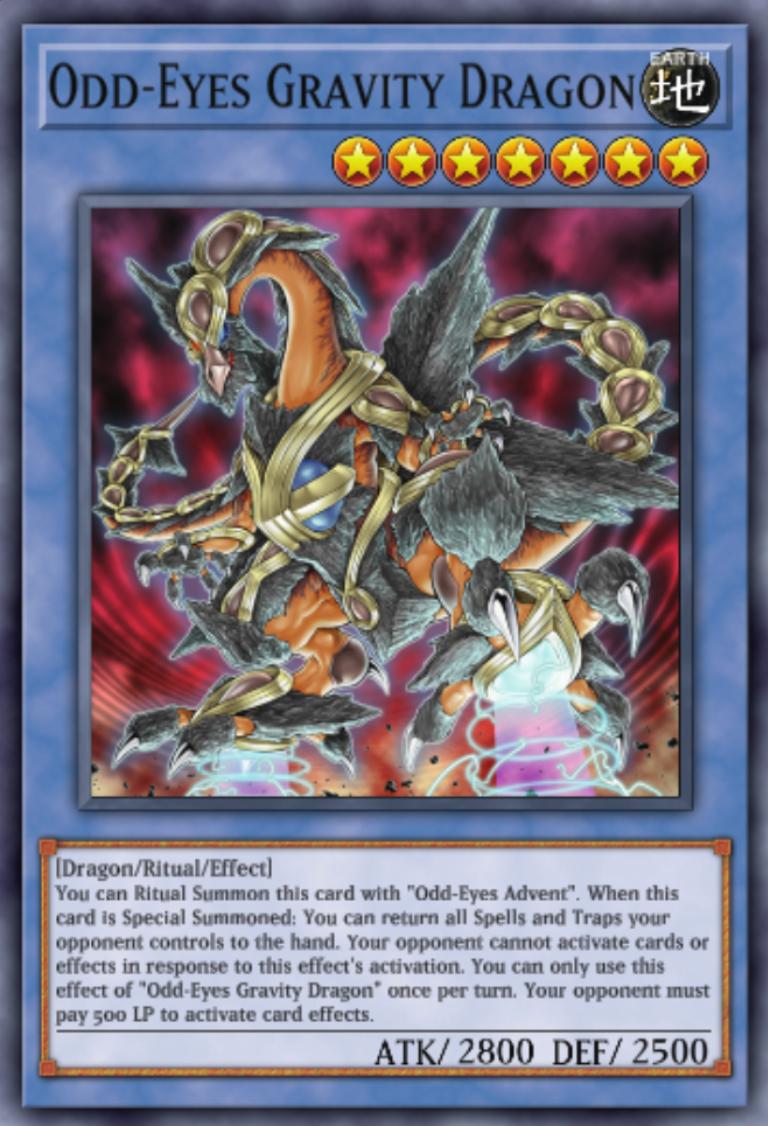 Odd-Eyes Gravity Dragon
EARTH
地
[Dragon/Ritual/Effect]
You can Ritual Summon this card with "Odd-Eyes Advent". When this
card is Special Summoned: You can return all Spells and Traps your
opponent controls to the hand. Your opponent cannot activate cards or
effects in response to this effect's activation. You can only use this
effect of "Odd-Eyes Gravity Dragon" once per turn. Your opponent must
pay 500 LP to activate card effects.
ATK/ 2800 DEF/ 2500